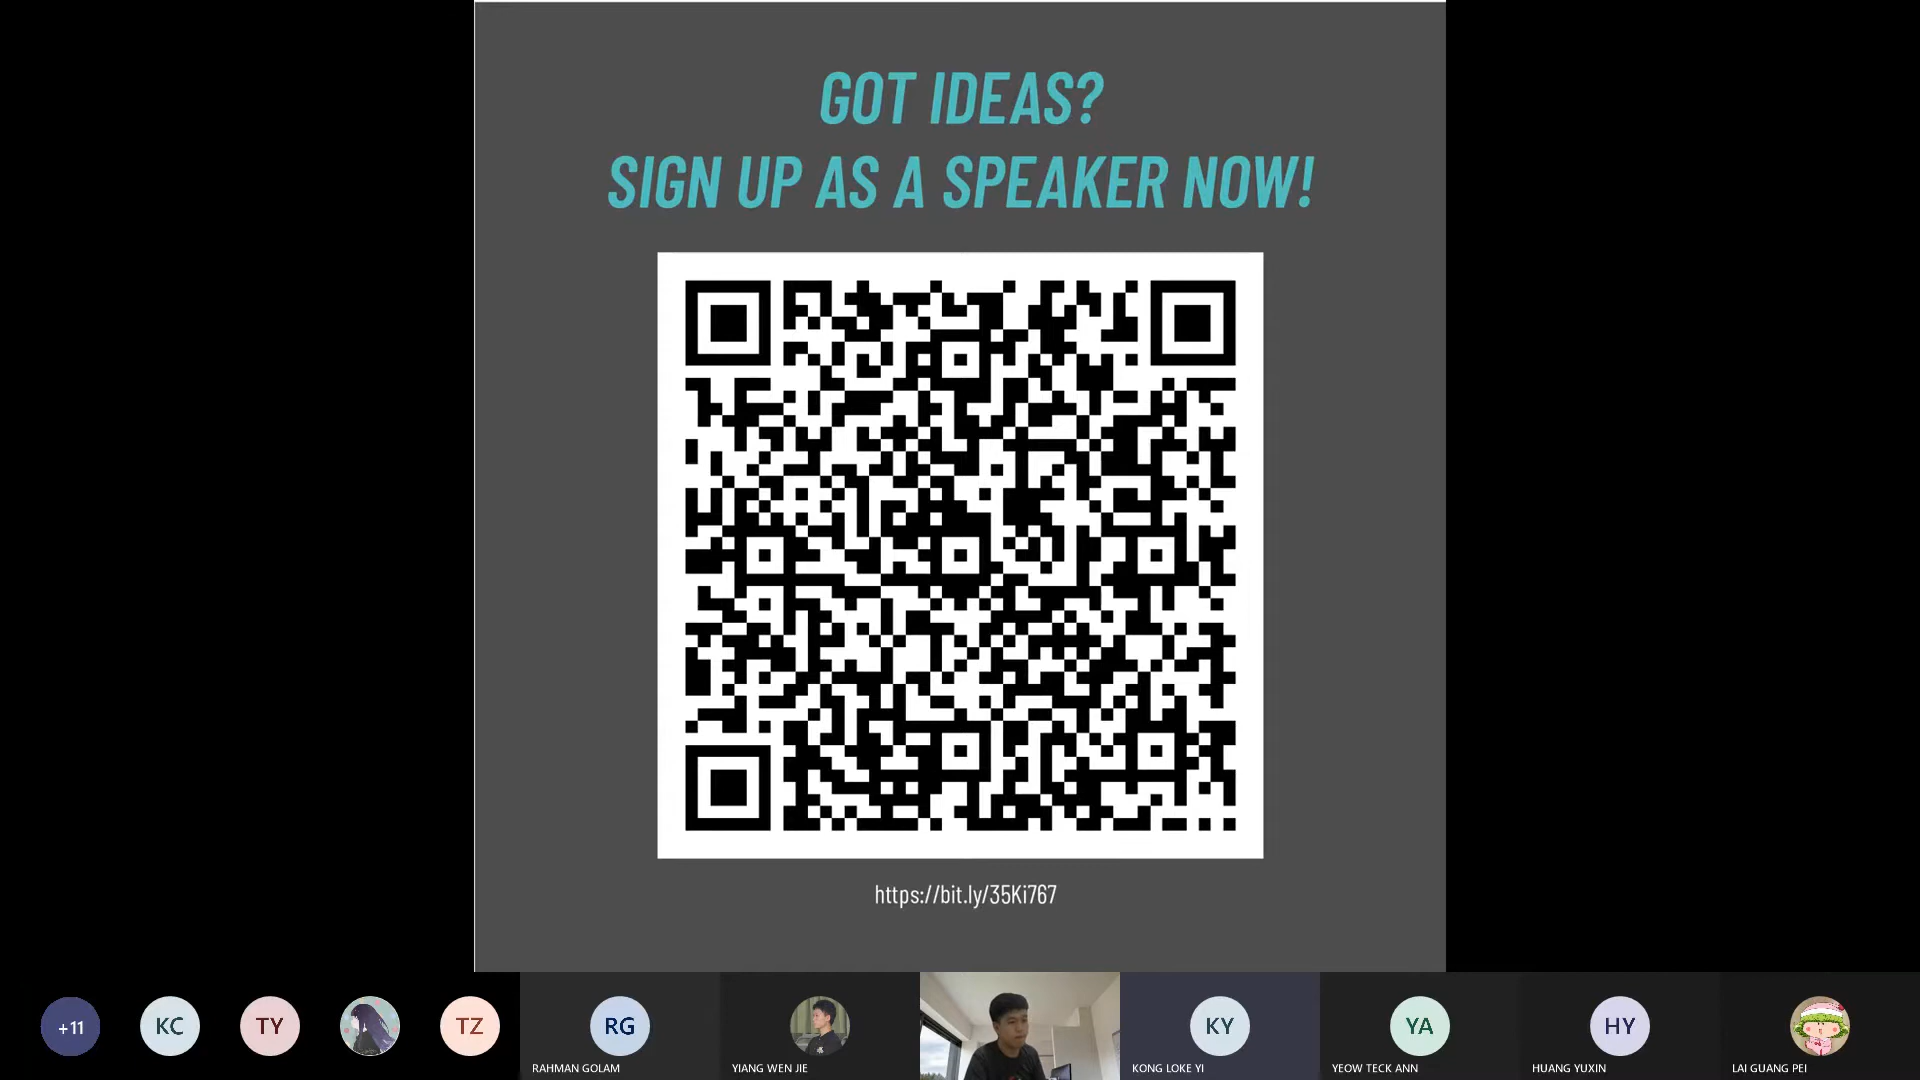 GOT IDEAS?
SIGN UP AS A SPEAKER NOW!
https://bit.ly/35Ki767
+11
KC
TY
TZ
RG
KY
YA
HY
RAHMAN GOLAM
YIANG WEN JIE
KONG LOKE YI
YEOW TECK ANN
HUANG YUXIN
LAI GUANG PEI